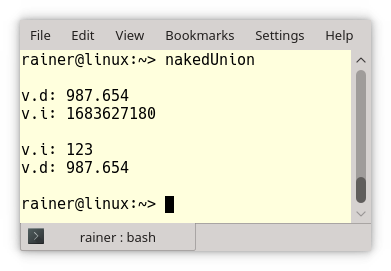 File Edit View Bookmarks Settings Help
rainer@linux:~> nakedUnion
v.d: 987.654
v.i: 1683627180
v.i: 123
v.d: 987.654
rainer@linux:~>
rainer : bash